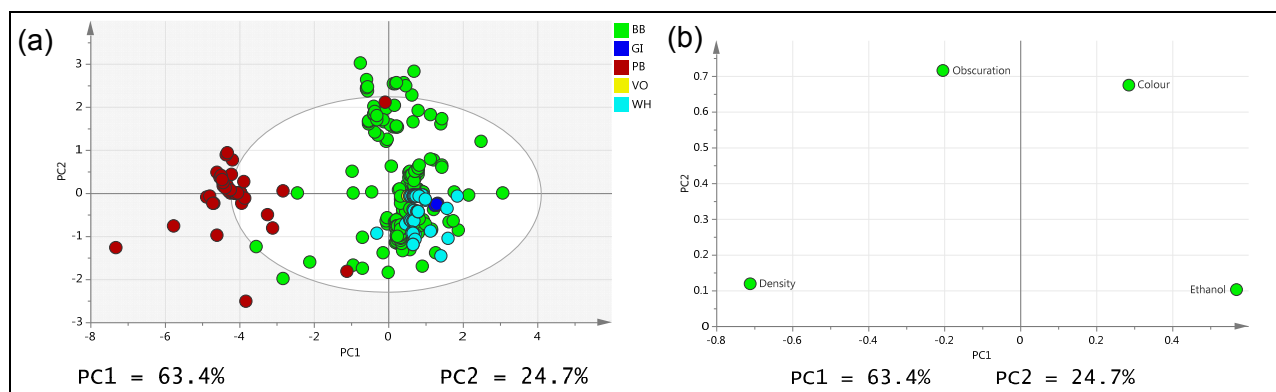 (a)
BB
GI
PB
VO
WH
3
2
1
0
-1
-2
-3
PC2
-8
-6
-4
-2
0
2
4
6
PC1
PC1 = 63.4%
PC2 = 24.7%
(b)
0.7
0.6
0.5
0.4
0.3
0.2
0.1
0
PC2
Obscuration
Colour
Density
Ethanol
-0.8
-0.6
-0.4
-0.2
0
0.2
0.4
PC1
PC1 = 63.4%
PC2 = 24.7%